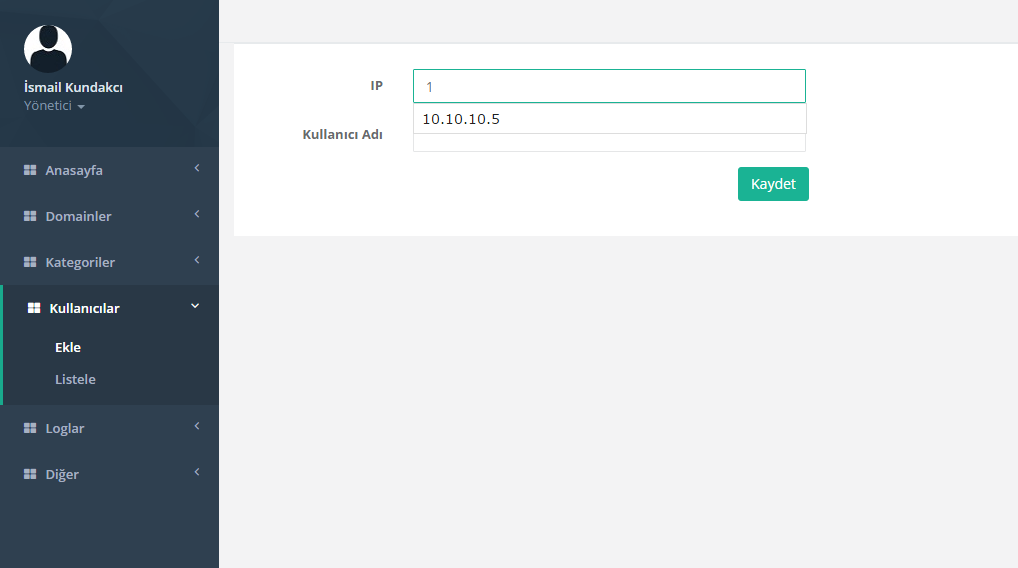 İsmail Kundakcı
Yönetici
Anasayfa
Domainler
Kategoriler
Kullanıcılar
Ekle
Listele
Loglar
Diğer
IP
1
10.10.10.5
Kullanıcı Adı
Kaydet